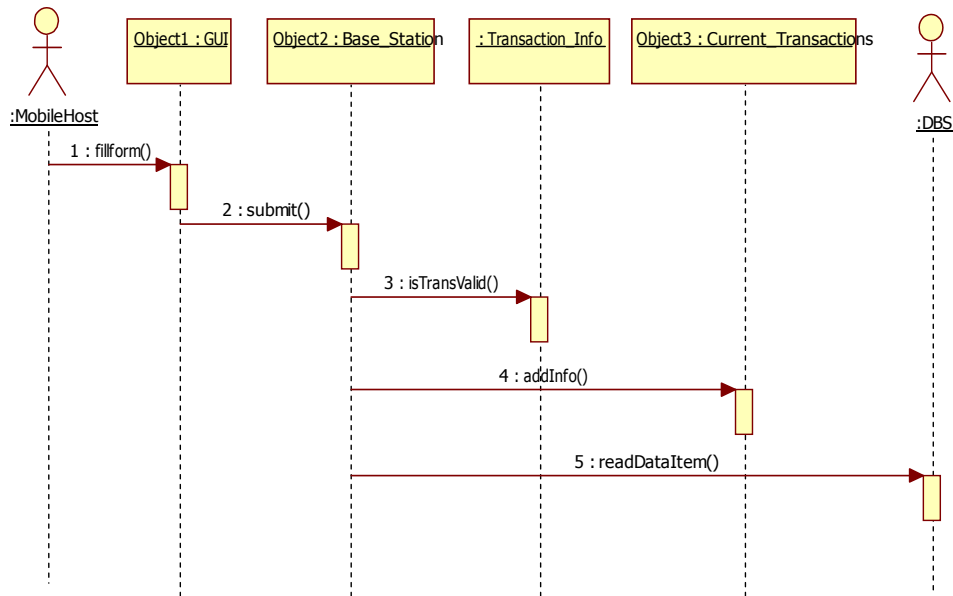 Object1 : GUI
Object2 : Base_Station
: Transaction_Info
Object3 : Current_Transactions
:MobileHost
:DBS
1 : fillform()
2 : submit()
3 : isTransValid()
4 : addInfo()
5 : readDataItem()